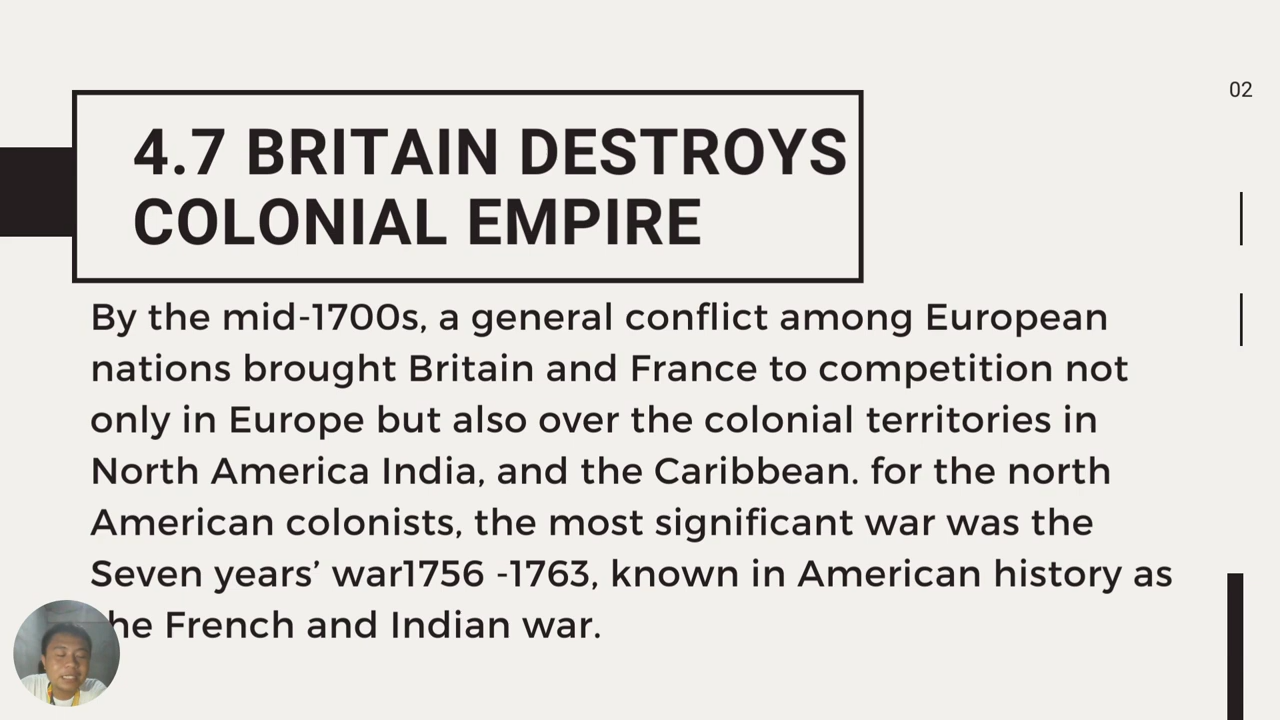 02
4.7 BRITAIN DESTROYS
COLONIAL EMPIRE
By the mid-1700s, a general conflict among European
nations brought Britain and France to competition not
only in Europe but also over the colonial territories in
North America India, and the Caribbean. for the north
American colonists, the most significant war was the
Seven years’ war1756 -1763, known in American history as
the French and Indian war.